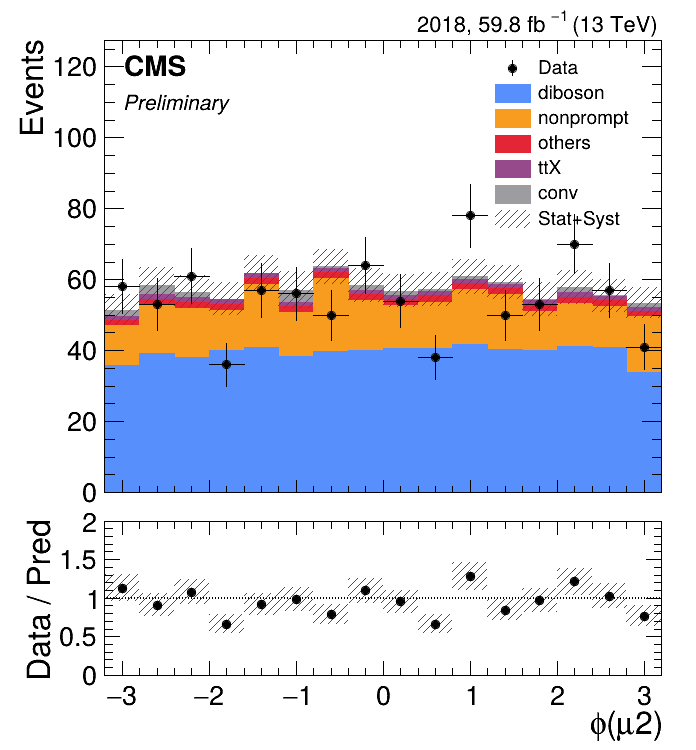 2018, 59.8 fb⁻¹ (13 TeV)
Events
CMS
Preliminary
Data
diboson
nonprompt
others
ttX
conv
Stat+Syst
120
100
80
60
40
20
0
Data / Pred
2
1.5
1
0.5
0
−3 −2 −1 0 1 2 3
ϕ(μ2)